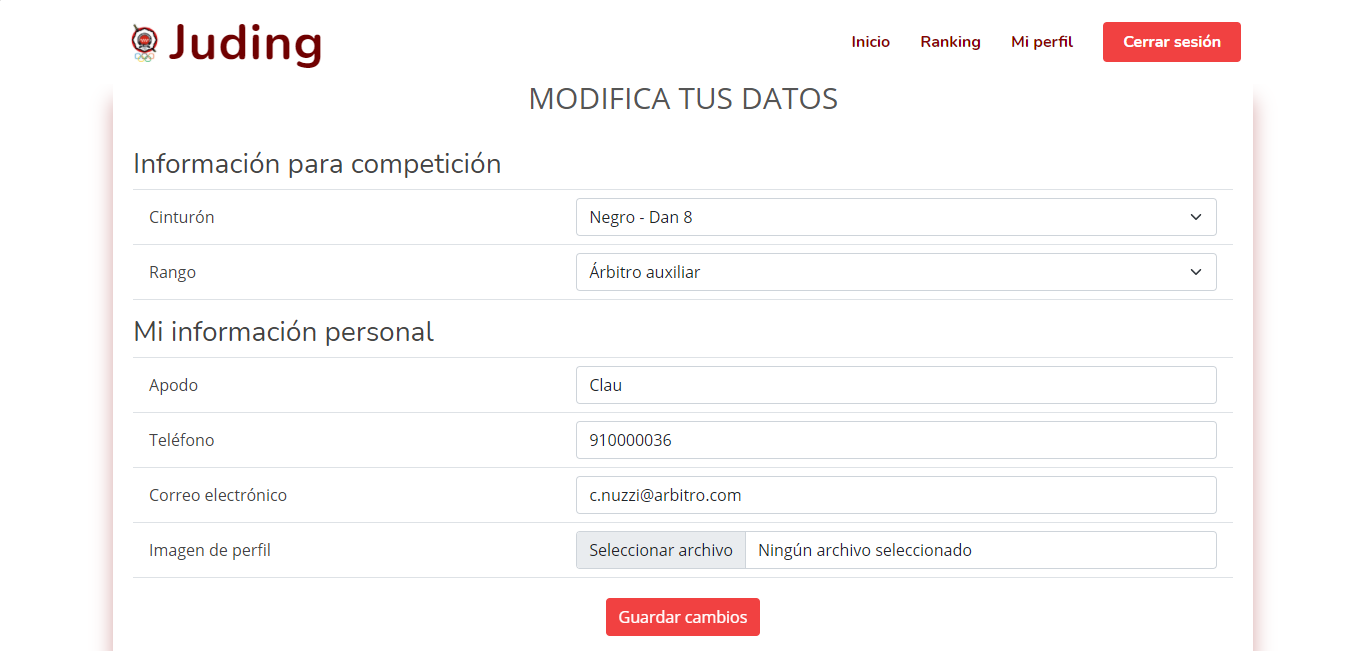 Juding
Inicio Ranking Mi perfil Cerrar sesión
MODIFICA TUS DATOS
Información para competición
Cinturón Negro - Dan 8
Rango Árbitro auxiliar
Mi información personal
Apodo Clau
Teléfono 910000036
Correo electrónico c.nuzzi@arbitro.com
Imagen de perfil Seleccionar archivo Ningún archivo seleccionado
Guardar cambios